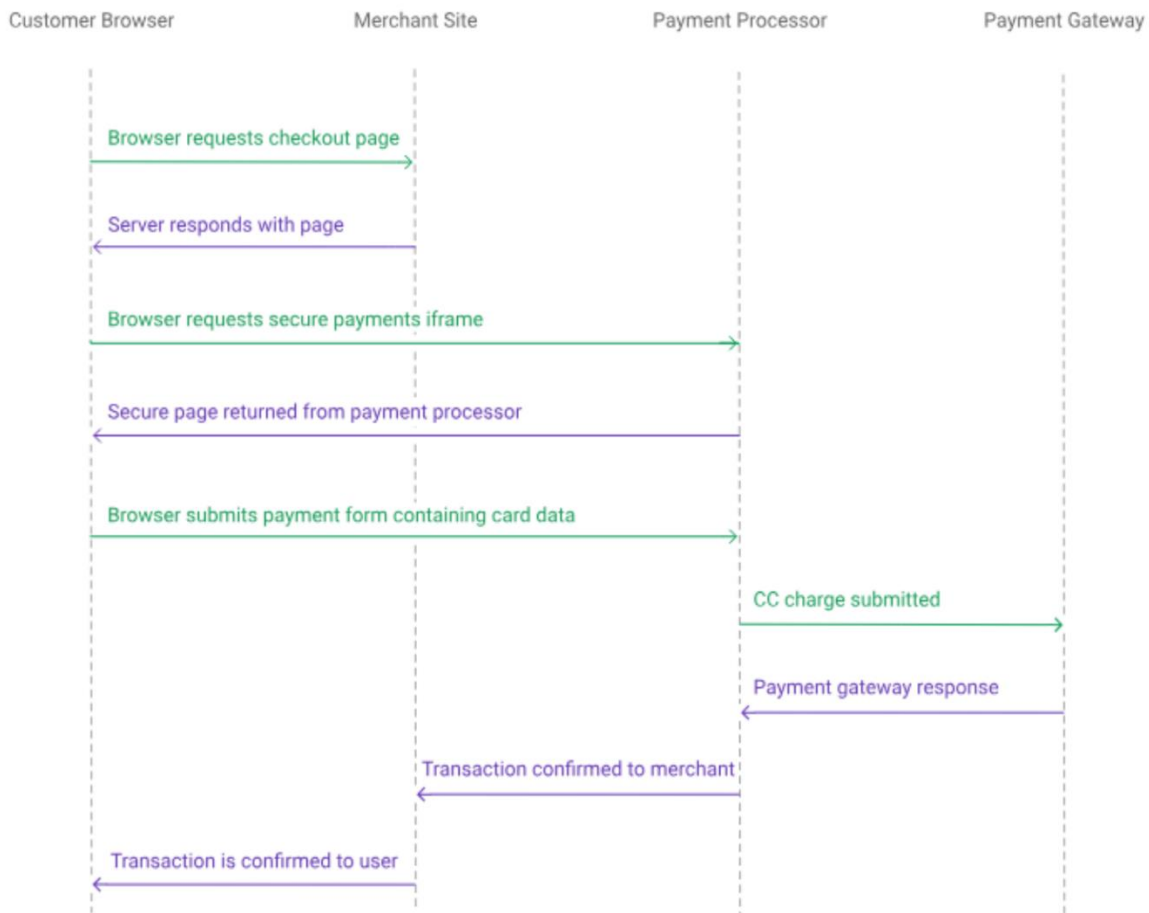 Customer Browser
Merchant Site
Payment Processor
Payment Gateway
Browser requests checkout page
Server responds with page
Browser requests secure payments iframe
Secure page returned from payment processor
Browser submits payment form containing card data
CC charge submitted
Payment gateway response
Transaction confirmed to merchant
Transaction is confirmed to user